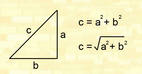 c
a
b
c = a² + b²
c = √a² + b²